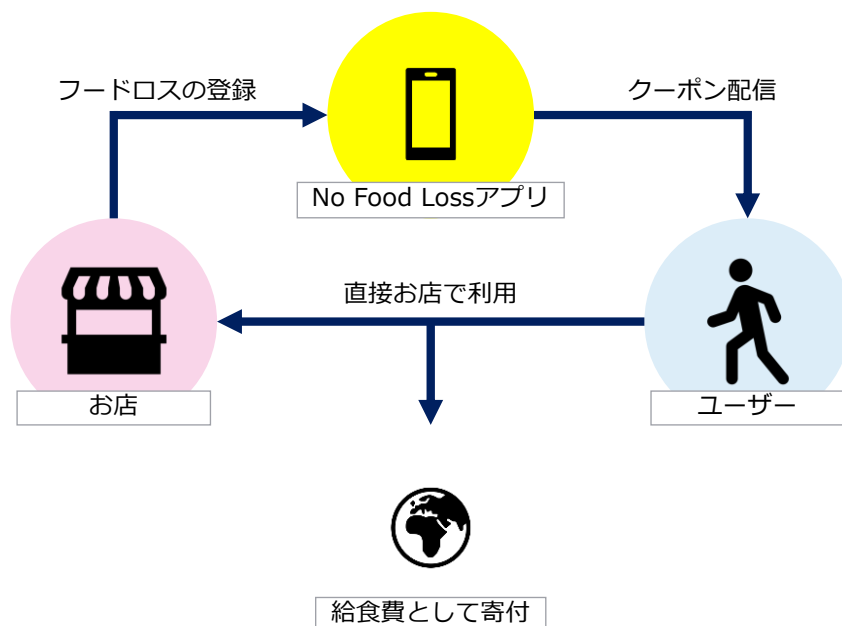 フードロスの登録
クーポン配信
No Food Lossアプリ
直接お店で利用
お店
ユーザー
給食費として寄付